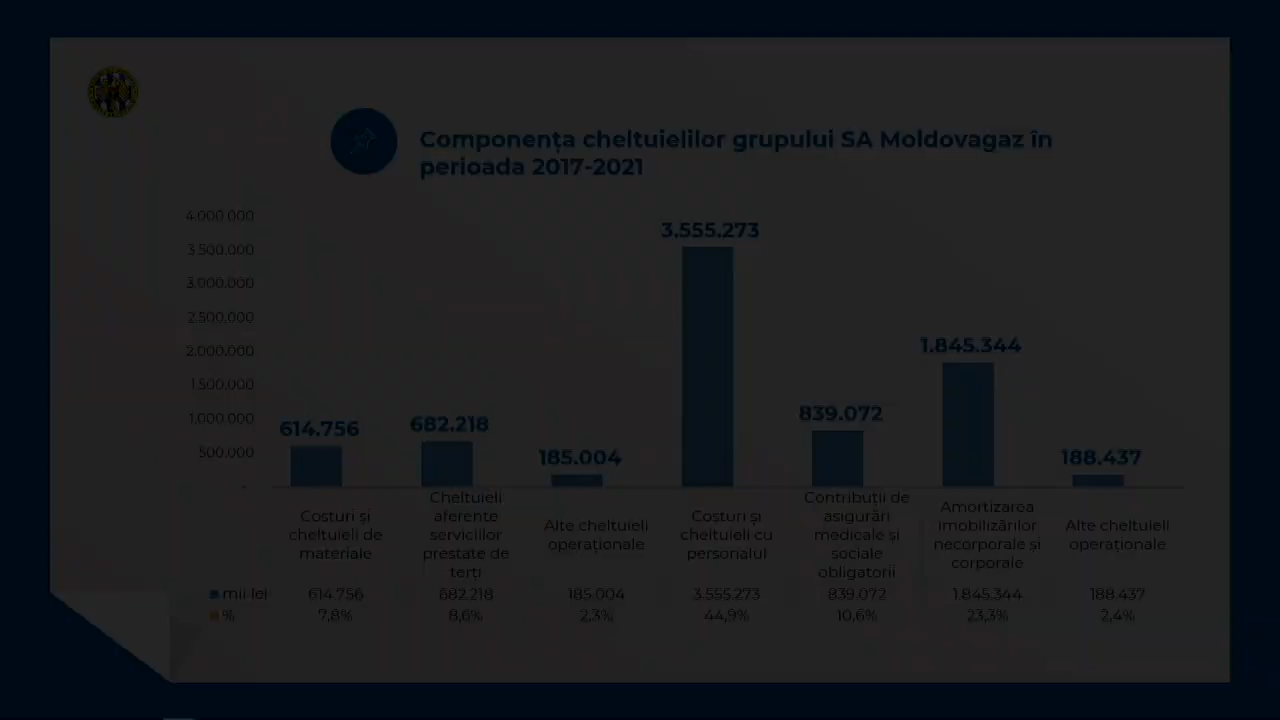 Componența cheltuielilor grupului SA Moldovagaz în
perioada 2017-2021
4.000.000
3.500.000
3.000.000
2.500.000
2.000.000
1.500.000
1.000.000
500.000
-
614.756
682.218
185.004
3.555.273
839.072
1.845.344
188.437
Costuri și
cheltuieli de
materiale
Cheltuieli
aferente
serviciilor
prestate de
terți
Alte cheltuieli
operaționale
Costuri și
cheltuieli cu
personalul
Contribuții de
asigurări
medicale și
sociale
obligatorii
Amortizarea
imobilizărilor
necorporale și
corporale
Alte cheltuieli
operaționale
mii lei 614.756 682.218 185.004 3.555.273 839.072 1.845.344 188.437
% 7,8% 8,6% 2,3% 44,9% 10,6% 23,3% 2,4%